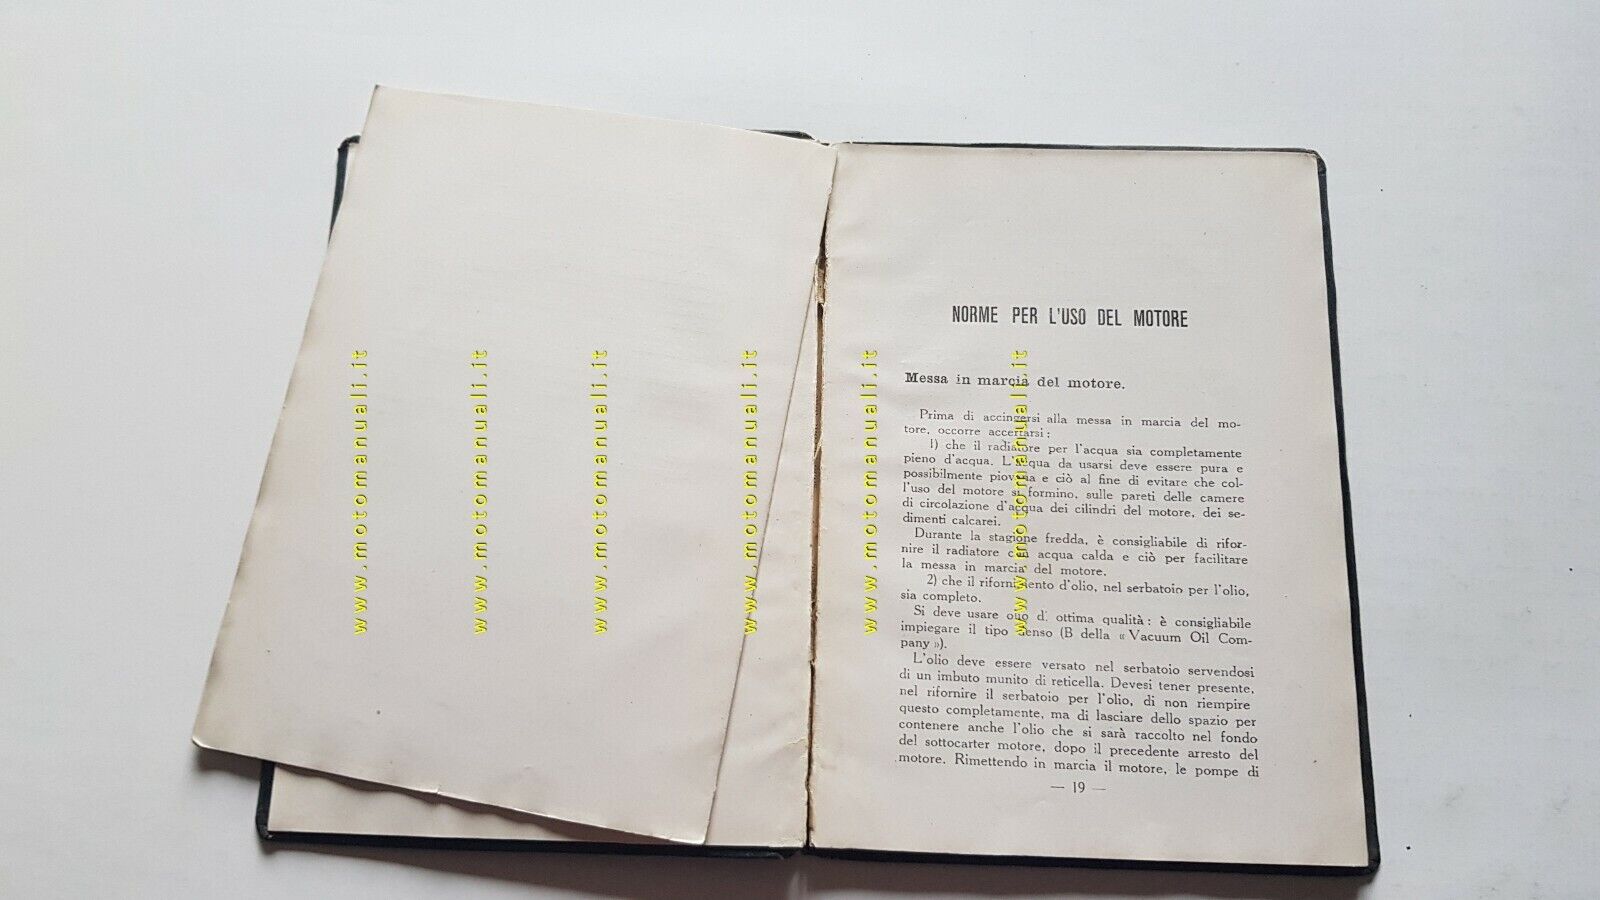 NORME PER L'USO DEL MOTORE
Messa in marcia del motore.
Prima di accingersi alla messa in marcia del mo-
tore, occorre accertarsi:
1) che il radiatore per l'acqua sia completamente
pieno d'acqua. L'acqua da usarsi deve essere pura e
possibilmente piovana e ciò al fine di evitare che col-
l'uso del motore si formino, sulle pareti delle camere
di circolazione d'acqua dei cilindri del motore, dei se-
dimenti calcarei.
Durante la stagione fredda, è consigliabile di rifor-
nire il radiatore con acqua calda e ciò per facilitare
la messa in marcia del motore.
2) che il rifornimento d'olio, nel serbatoio per l'olio,
sia completo.
Si deve usare olio di ottima qualità: è consigliabile
impiegare il tipo denso (B della « Vacuum Oil Com-
pany »).
L'olio deve essere versato nel serbatoio servendosi
di un imbuto munito di reticella. Devesi tener presente,
nel rifornire il serbatoio per l'olio, di non riempire
questo completamente, ma di lasciare dello spazio per
contenere anche l'olio che si sarà raccolto nel fondo
del sottocarter motore, dopo il precedente arresto del
motore. Rimettendo in marcia il motore, le pompe di
— 19 —
www.motomanuali.it
www.motomanuali.it
www.motomanuali.it
www.motomanuali.it
www.motomanuali.it
www.motomanuali.it